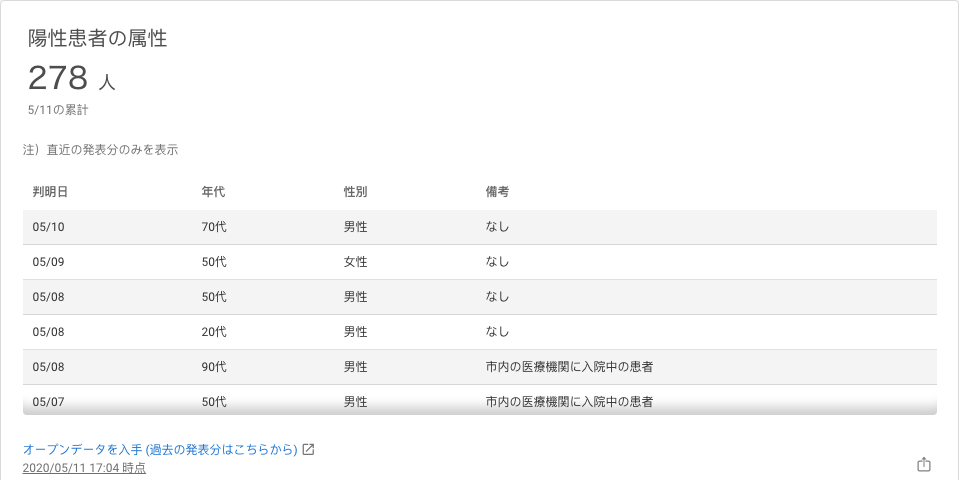 陽性患者の属性
278 人
5/11の累計
注）直近の発表分のみを表示
判明日 年代 性別 備考
05/10 70代 男性 なし
05/09 50代 女性 なし
05/08 50代 男性 なし
05/08 20代 男性 なし
05/08 90代 男性 市内の医療機関に入院中の患者
05/07 50代 男性 市内の医療機関に入院中の患者
オープンデータを入手 (過去の発表分はこちらから)
2020/05/11 17:04 時点